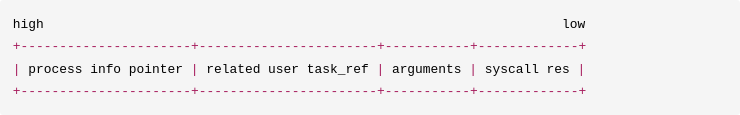 high                                                                      low
+----------------------+-----------------------+-----------+-------------+
| process info pointer | related user task_ref | arguments | syscall res |
+----------------------+-----------------------+-----------+-------------+